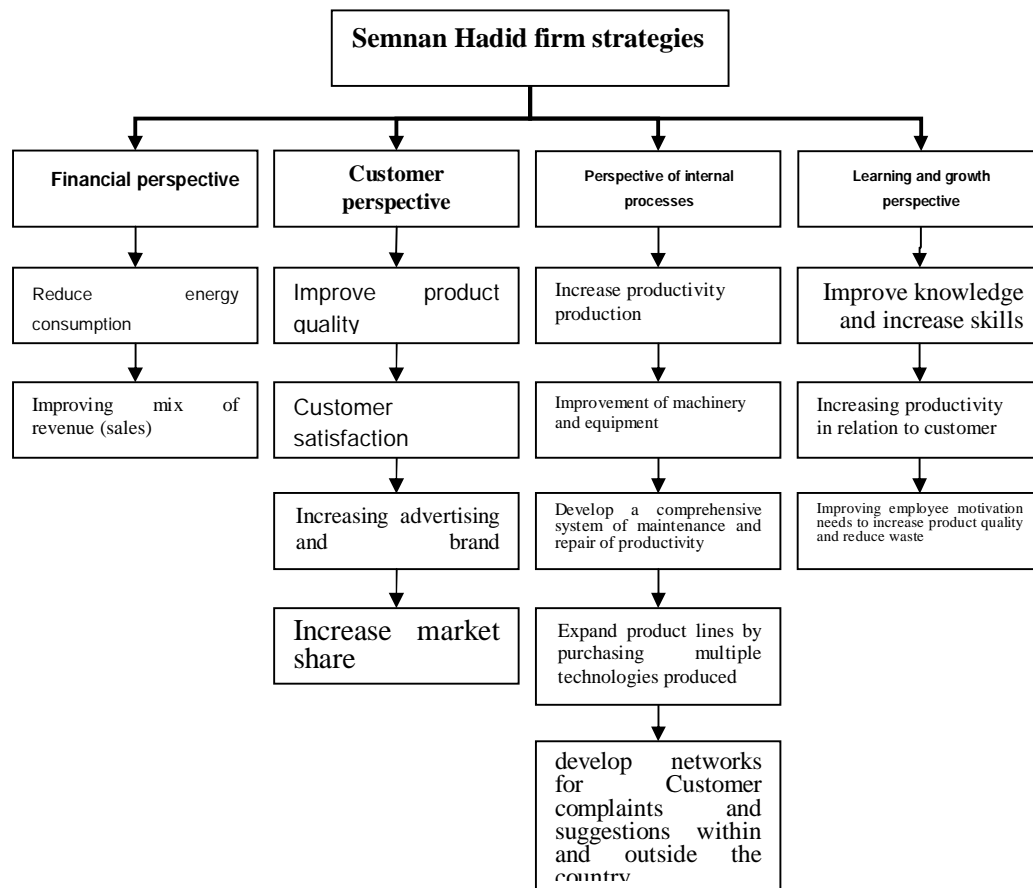 Semnan Hadid firm strategies
Financial perspective
Customer
perspective
Perspective of internal
processes
Learning and growth
perspective
Reduce energy
consumption
Improve product
quality
Increase productivity
production
Improve knowledge
and increase skills
Improving mix of
revenue (sales)
Customer
satisfaction
Improvement of machinery
and equipment
Increasing productivity
in relation to customer
Increasing advertising
and brand
Develop a comprehensive
system of maintenance and
repair of productivity
Improving employee motivation
needs to increase product quality
and reduce waste
Increase market
share
Expand product lines by
purchasing multiple
technologies produced
develop networks
for Customer
complaints and
suggestions within
and outside the
country